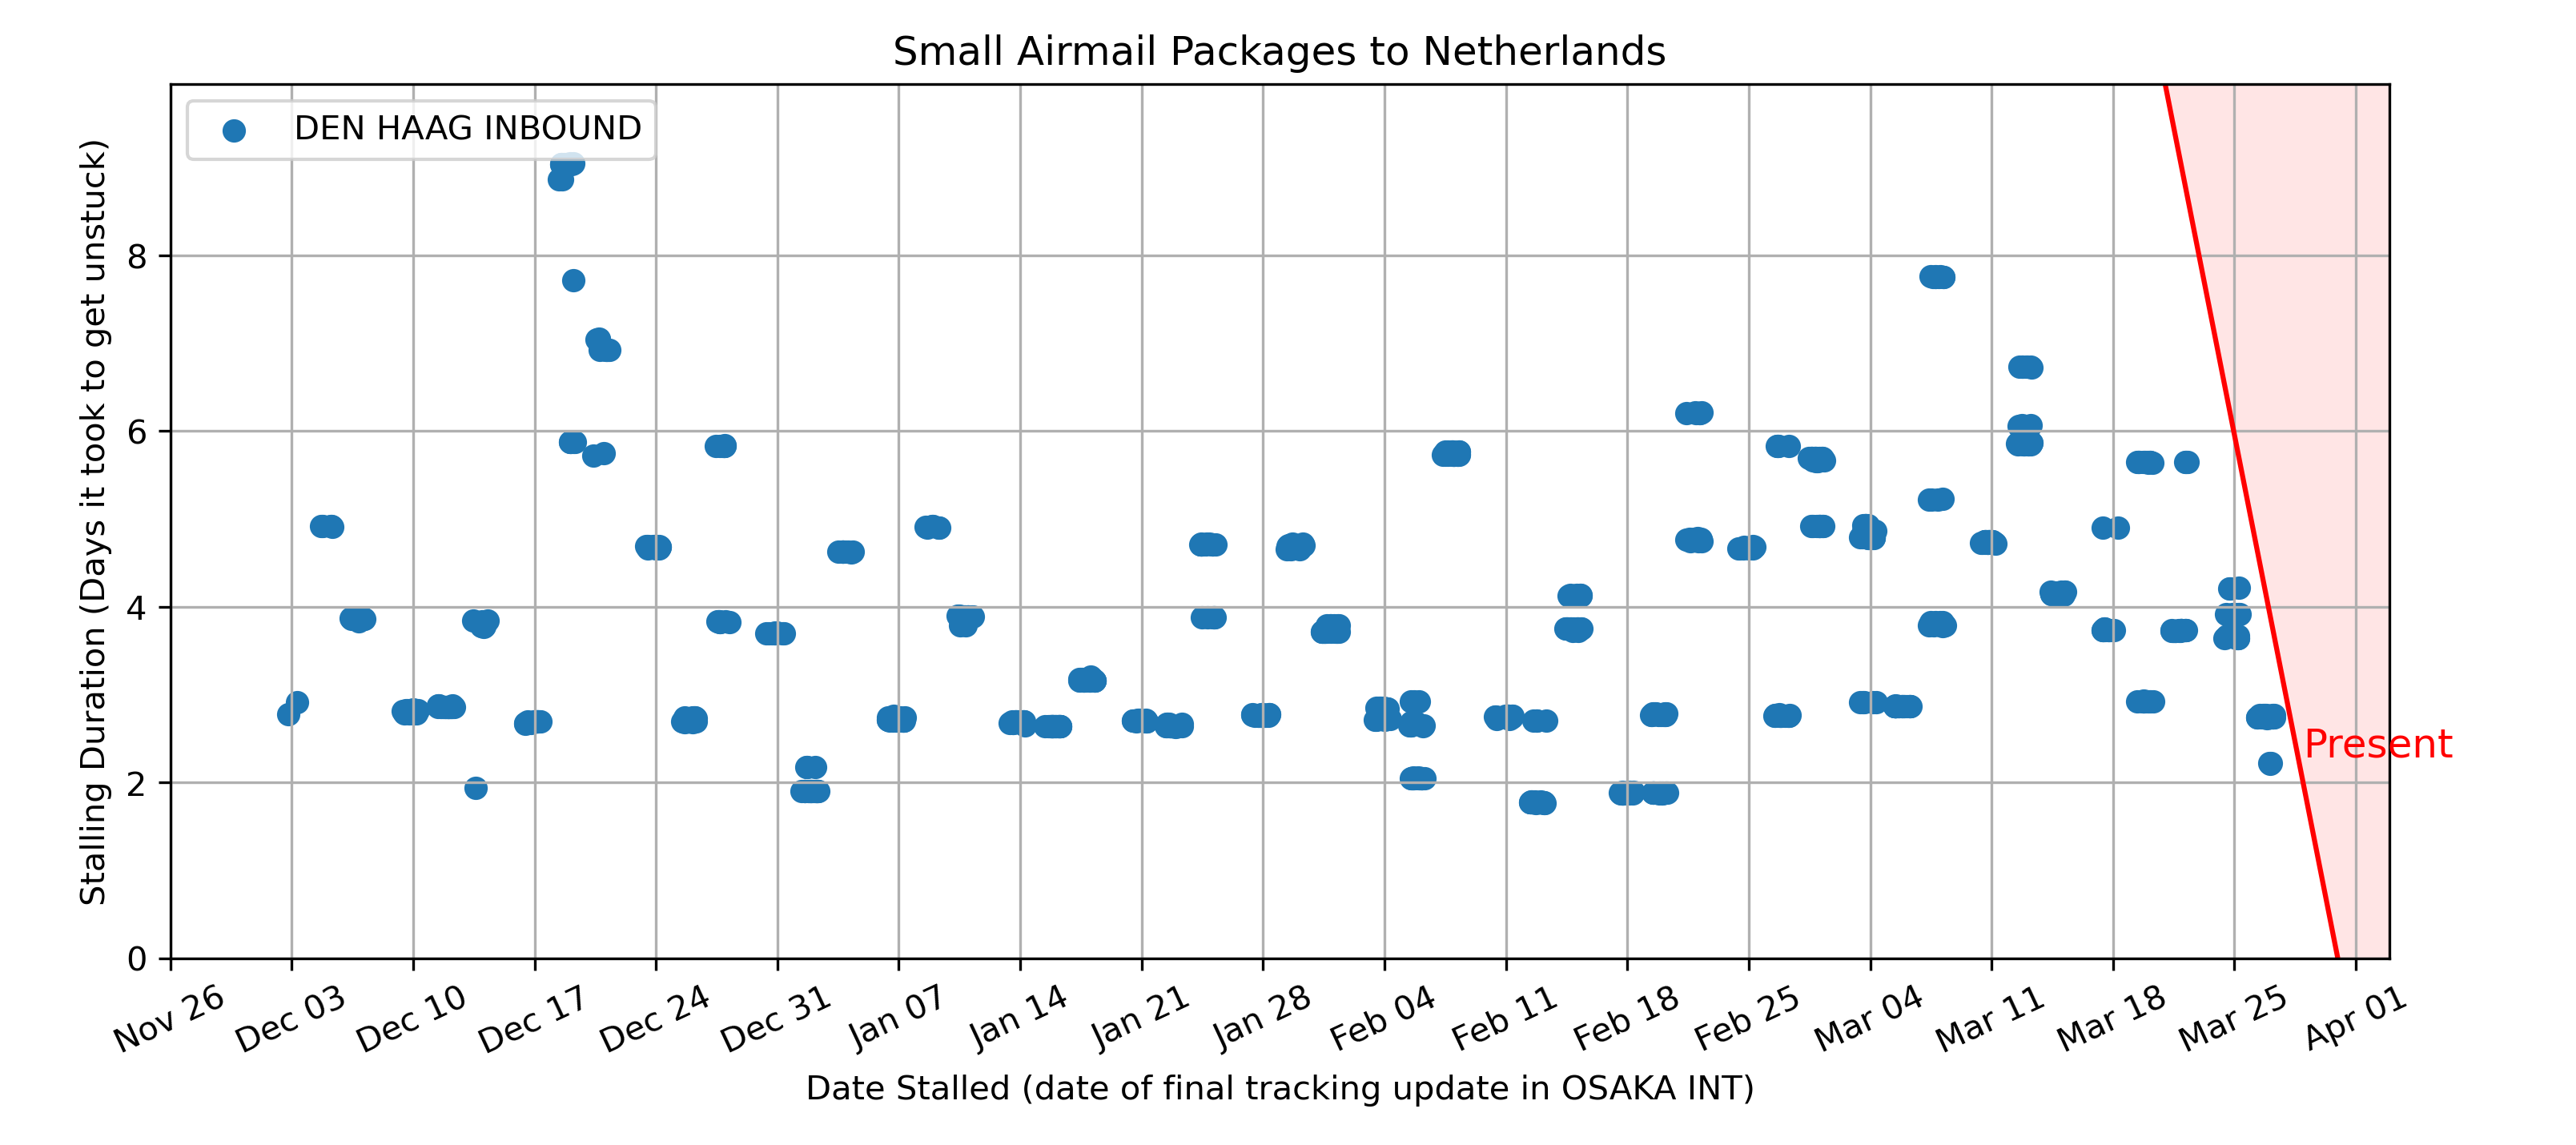 Small Airmail Packages to Netherlands
DEN HAAG INBOUND
Stalling Duration (Days it took to get unstuck)
8
6
4
2
0
Present
Nov 26 Dec 03 Dec 10 Dec 17 Dec 24 Dec 31 Jan 07 Jan 14 Jan 21 Jan 28 Feb 04 Feb 11 Feb 18 Feb 25 Mar 04 Mar 11 Mar 18 Mar 25 Apr 01
Date Stalled (date of final tracking update in OSAKA INT)